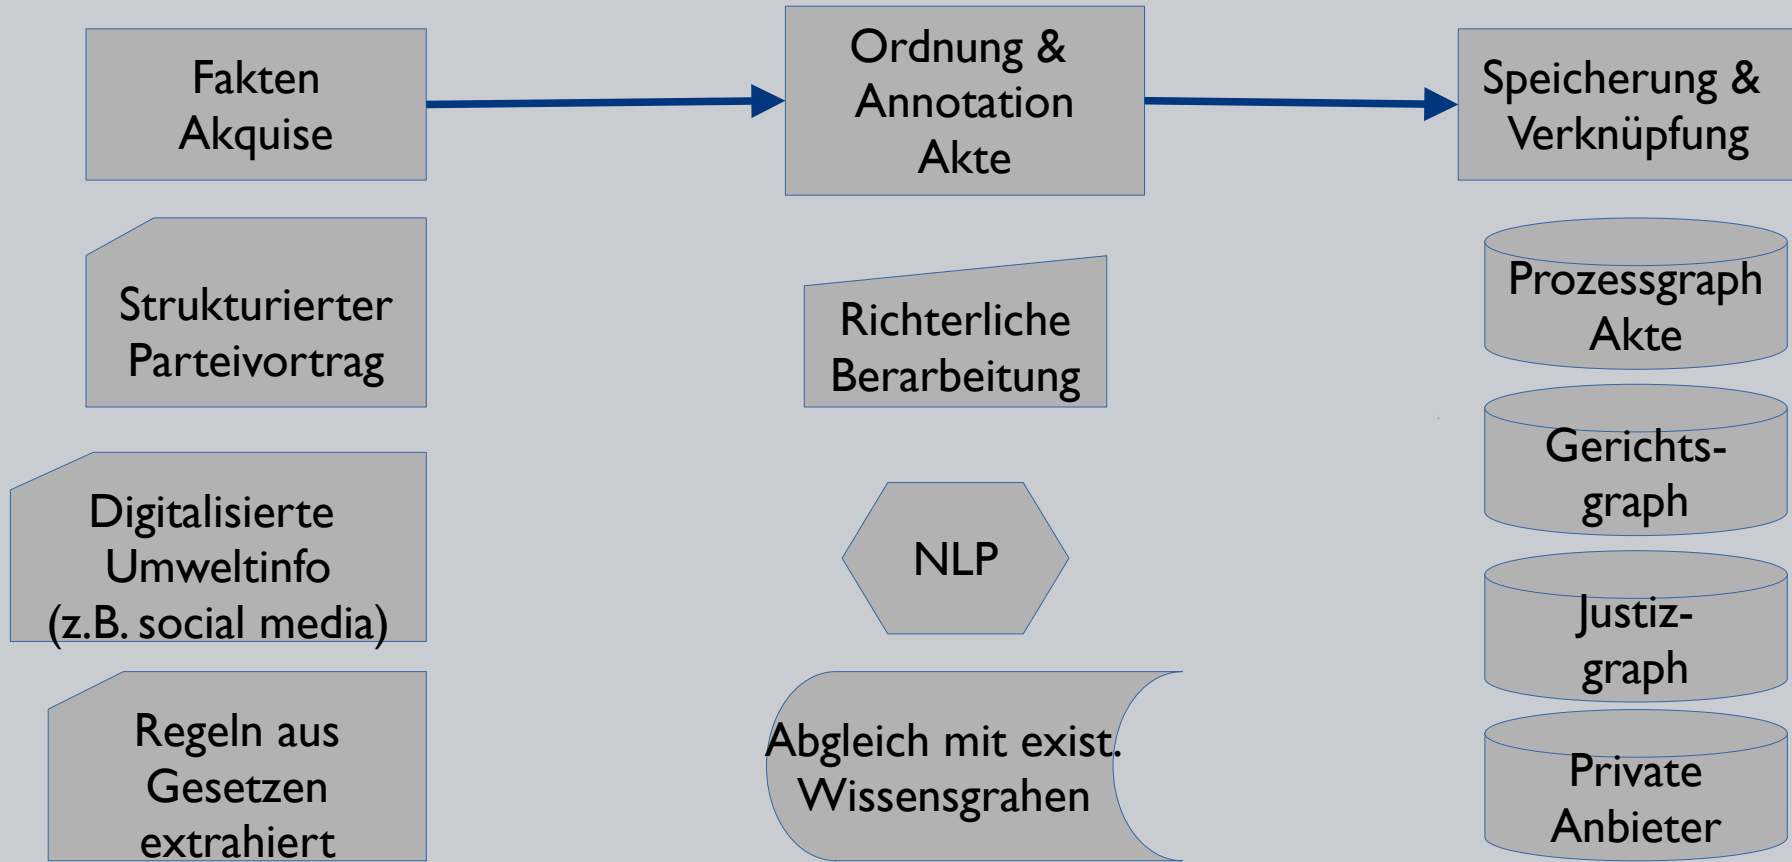 Fakten
Akquise
Ordnung &
Annotation
Akte
Speicherung &
Verknüpfung
Strukturierter
Parteivortrag
Richterliche
Berarbeitung
Prozessgraph
Akte
Digitalisierte
Umweltinfo
(z.B. social media)
NLP
Gerichts-
graph
Justiz-
graph
Regeln aus
Gesetzen
extrahiert
Abgleich mit exist.
Wissensgrahen
Private
Anbieter